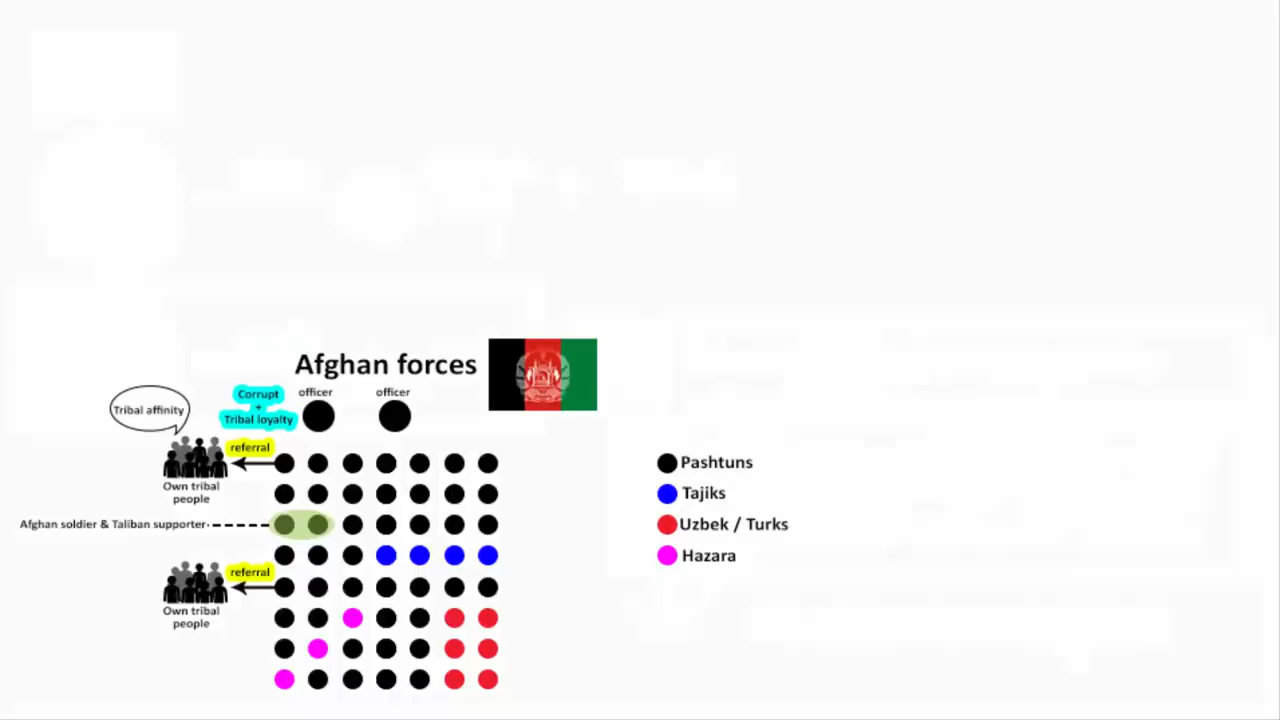 Afghan forces
officer
officer
Tribal affinity
Corrupt
+
Tribal loyalty
referral
Own tribal
people
Afghan soldier & Taliban supporter
referral
Own tribal
people
Pashtuns
Tajiks
Uzbek / Turks
Hazara